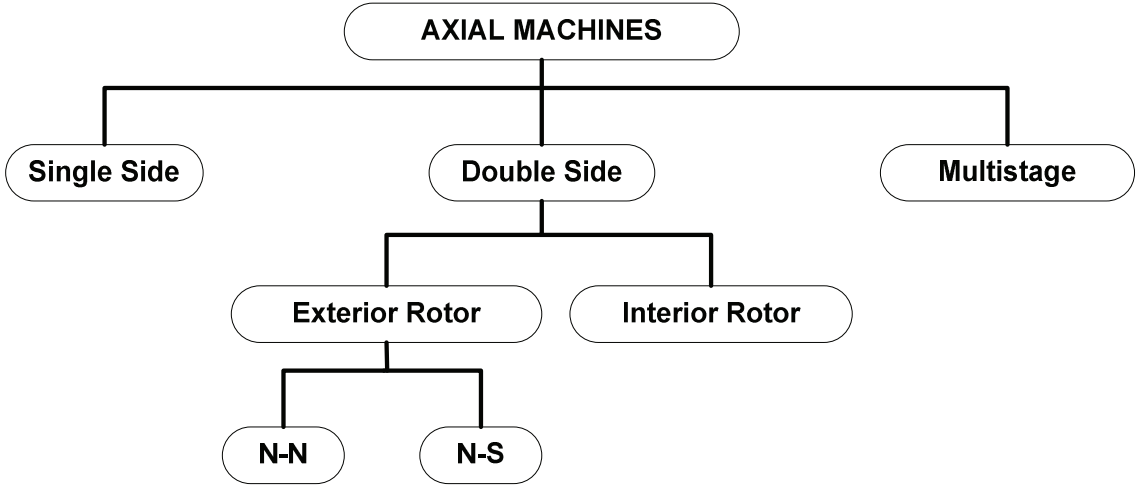 AXIAL MACHINES
Single Side
Double Side
Multistage
Exterior Rotor
Interior Rotor
N-N
N-S